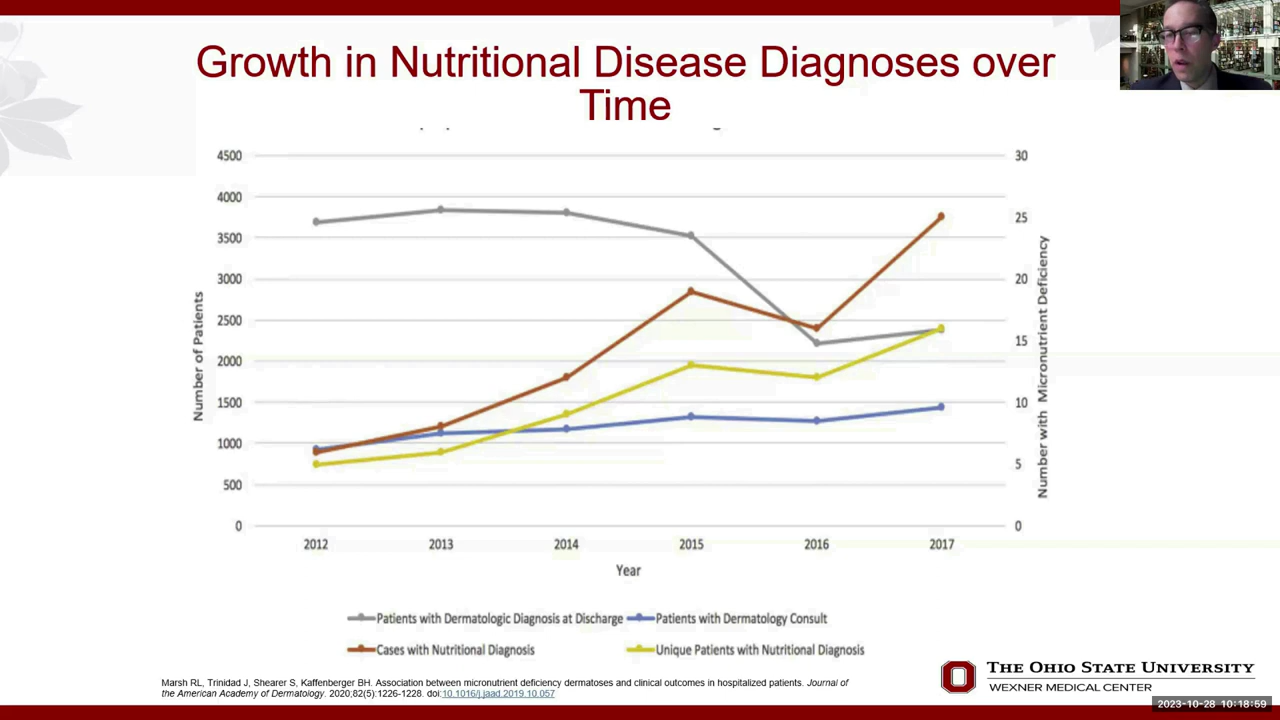 Growth in Nutritional Disease Diagnoses over
Time
4500
4000
3500
3000
2500
2000
1500
1000
500
0
Number of Patients
30
25
20
15
10
5
0
Number with Micronutrient Deficiency
2012 2013 2014 2015 2016 2017
Year
Patients with Dermatologic Diagnosis at Discharge Patients with Dermatology Consult
Cases with Nutritional Diagnosis Unique Patients with Nutritional Diagnosis
Marsh RL, Trinidad J, Shearer S, Kaffenberger BH. Association between micronutrient deficiency dermatoses and clinical outcomes in hospitalized patients. Journal of
the American Academy of Dermatology. 2020;82(5):1226-1228. doi:10.1016/j.jaad.2019.10.057
THE OHIO STATE UNIVERSITY
WEXNER MEDICAL CENTER
2023-10-28 10:18:59